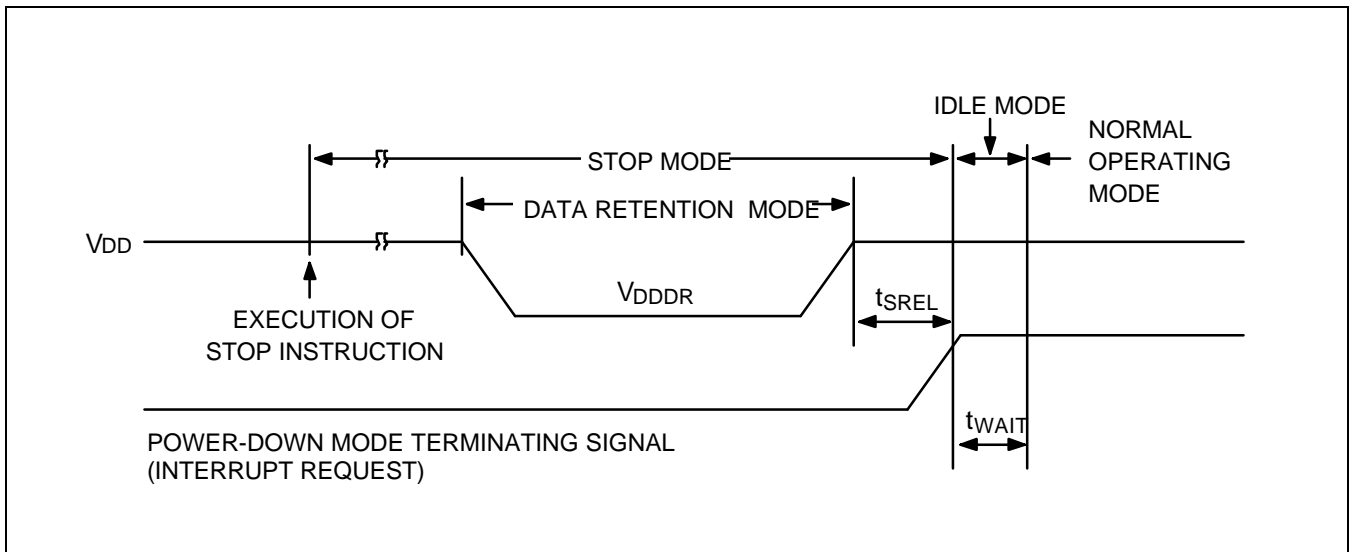 IDLE MODE
NORMAL
OPERATING
MODE
STOP MODE
DATA RETENTION MODE
VDD
VDDDR
tSREL
EXECUTION OF
STOP INSTRUCTION
tWAIT
POWER-DOWN MODE TERMINATING SIGNAL
(INTERRUPT REQUEST)